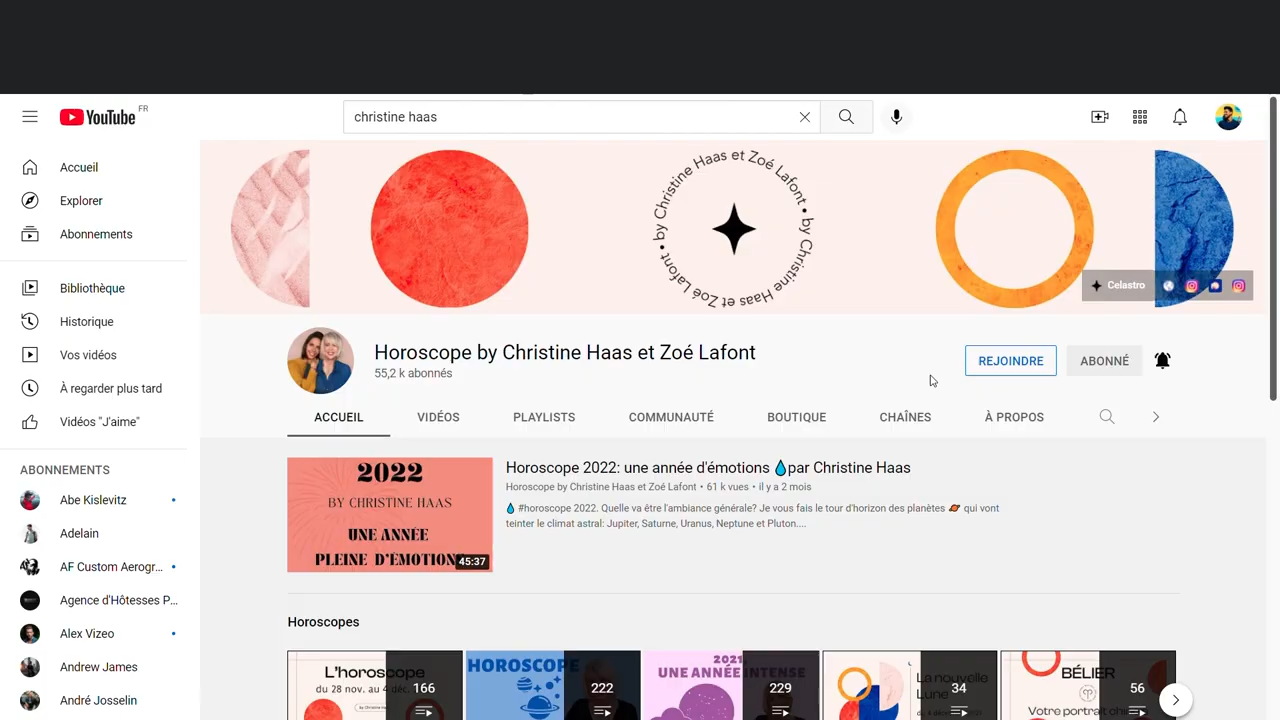 YouTube FR
christine haas
Accueil
Explorer
Abonnements
Bibliothèque
Historique
Vos vidéos
À regarder plus tard
Vidéos "J'aime"
ABONNEMENTS
Abe Kislevitz
Adelain
AF Custom Aerogr...
Agence d'Hôtesses P...
Alex Vizeo
Andrew James
André Josselin
by Christine Haas et Zoé Lafont • by Christine Haas et Zoé Lafont •
Celastro
Horoscope by Christine Haas et Zoé Lafont
55,2 k abonnés
REJOINDRE
ABONNÉ
ACCUEIL VIDÉOS PLAYLISTS COMMUNAUTÉ BOUTIQUE CHAÎNES À PROPOS
2022
BY CHRISTINE HAAS
UNE ANNÉE
PLEINE D'ÉMOTION
45:37
Horoscope 2022: une année d'émotions 💧par Christine Haas
Horoscope by Christine Haas et Zoé Lafont • 61 k vues • il y a 2 mois
💧 #horoscope 2022. Quelle va être l'ambiance générale? Je vous fais le tour d'horizon des planètes 🪐 qui vont
teinter le climat astral: Jupiter, Saturne, Uranus, Neptune et Pluton....
Horoscopes
L'horoscope
du 28 nov. au 4 déc.
166
HOROSCOPE
222
2021,
UNE ANNÉE INTENSE
229
La nouvelle
Lune
34
BÉLIER
Votre portrait
56